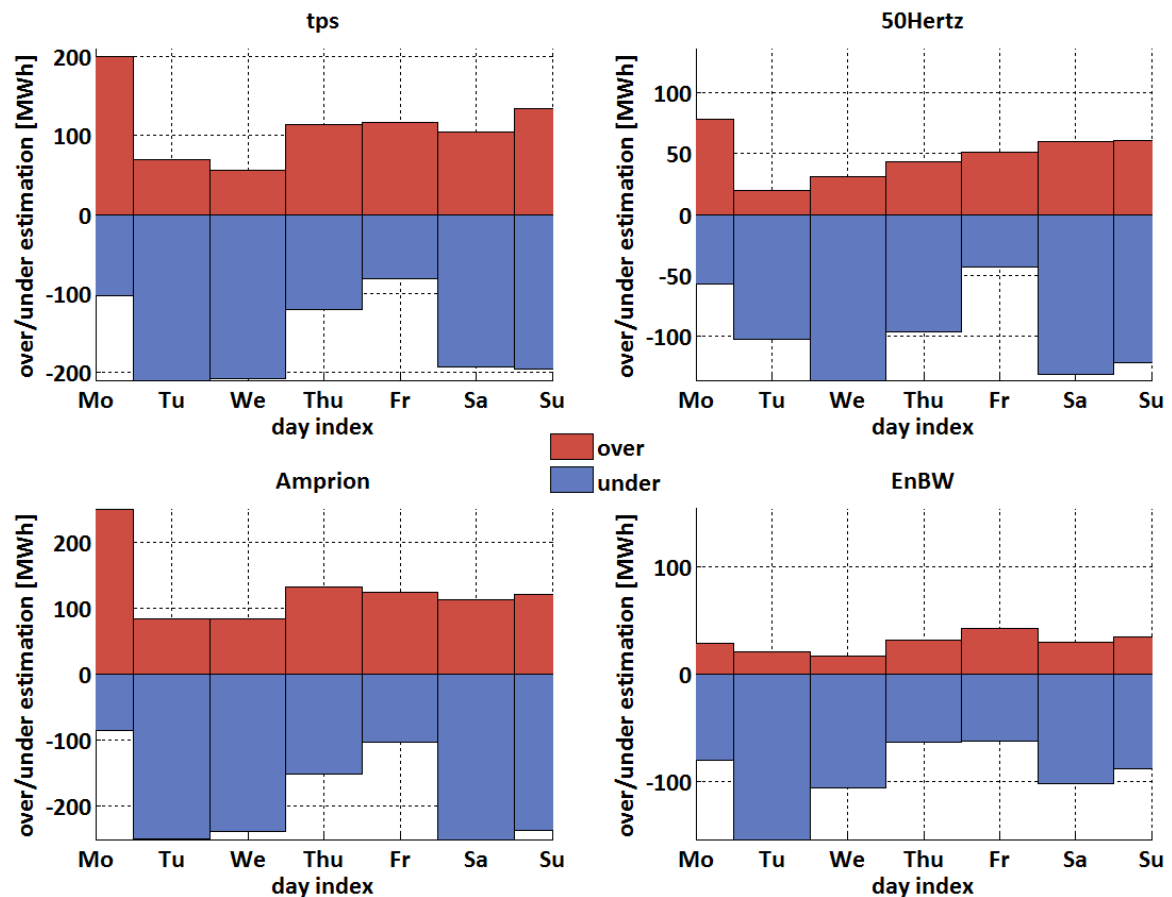 tps
over/under estimation [MWh]
200
100
0
-100
-200
Mo Tu We Thu Fr Sa Su
day index
50Hertz
over/under estimation [MWh]
100
50
0
-50
-100
Mo Tu We Thu Fr Sa Su
day index
over
under
Amprion
over/under estimation [MWh]
200
100
0
-100
-200
Mo Tu We Thu Fr Sa Su
day index
EnBW
over/under estimation [MWh]
100
0
-100
Mo Tu We Thu Fr Sa Su
day index